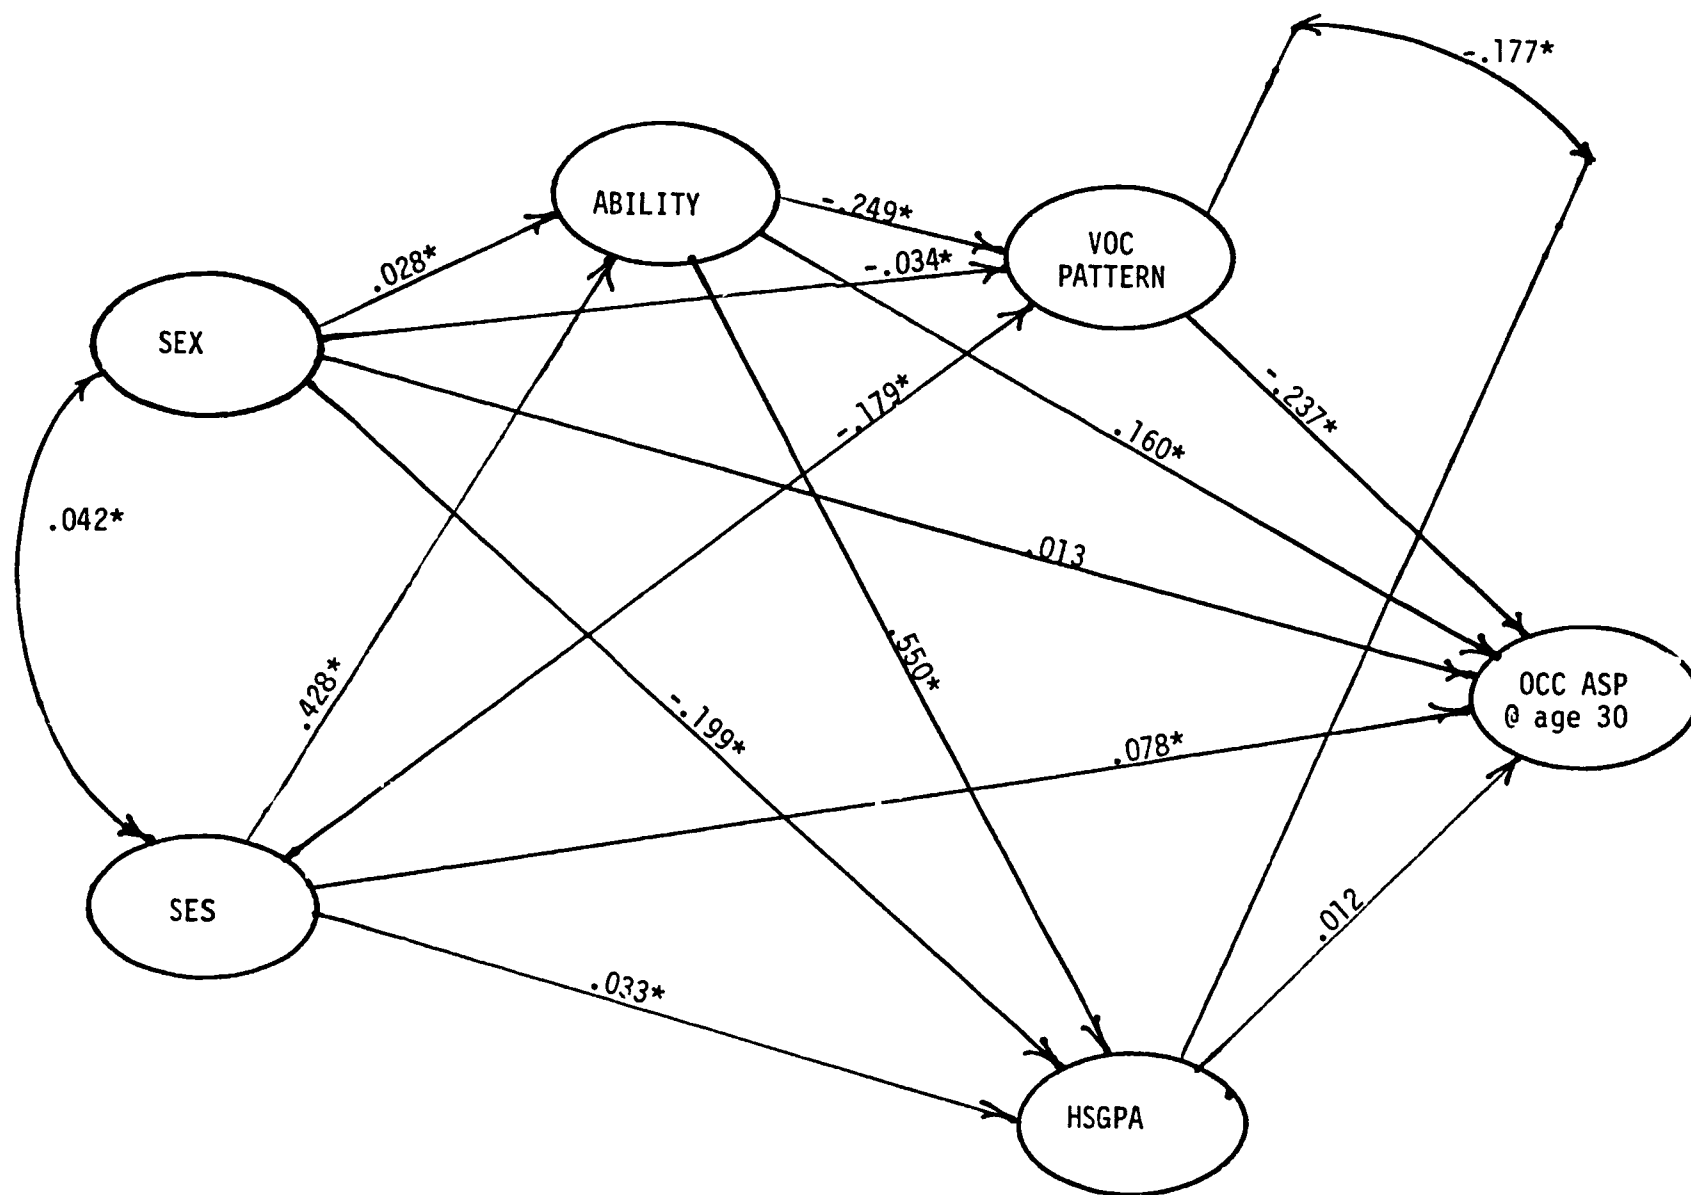 -.177*
ABILITY
-.249*
VOC
PATTERN
-.034*
.028*
SEX
-.179*
-.237*
.160*
.042*
.013
.550*
.428*
-.199*
OCC ASP
@ age 30
.078*
SES
.012
.033*
HSGPA